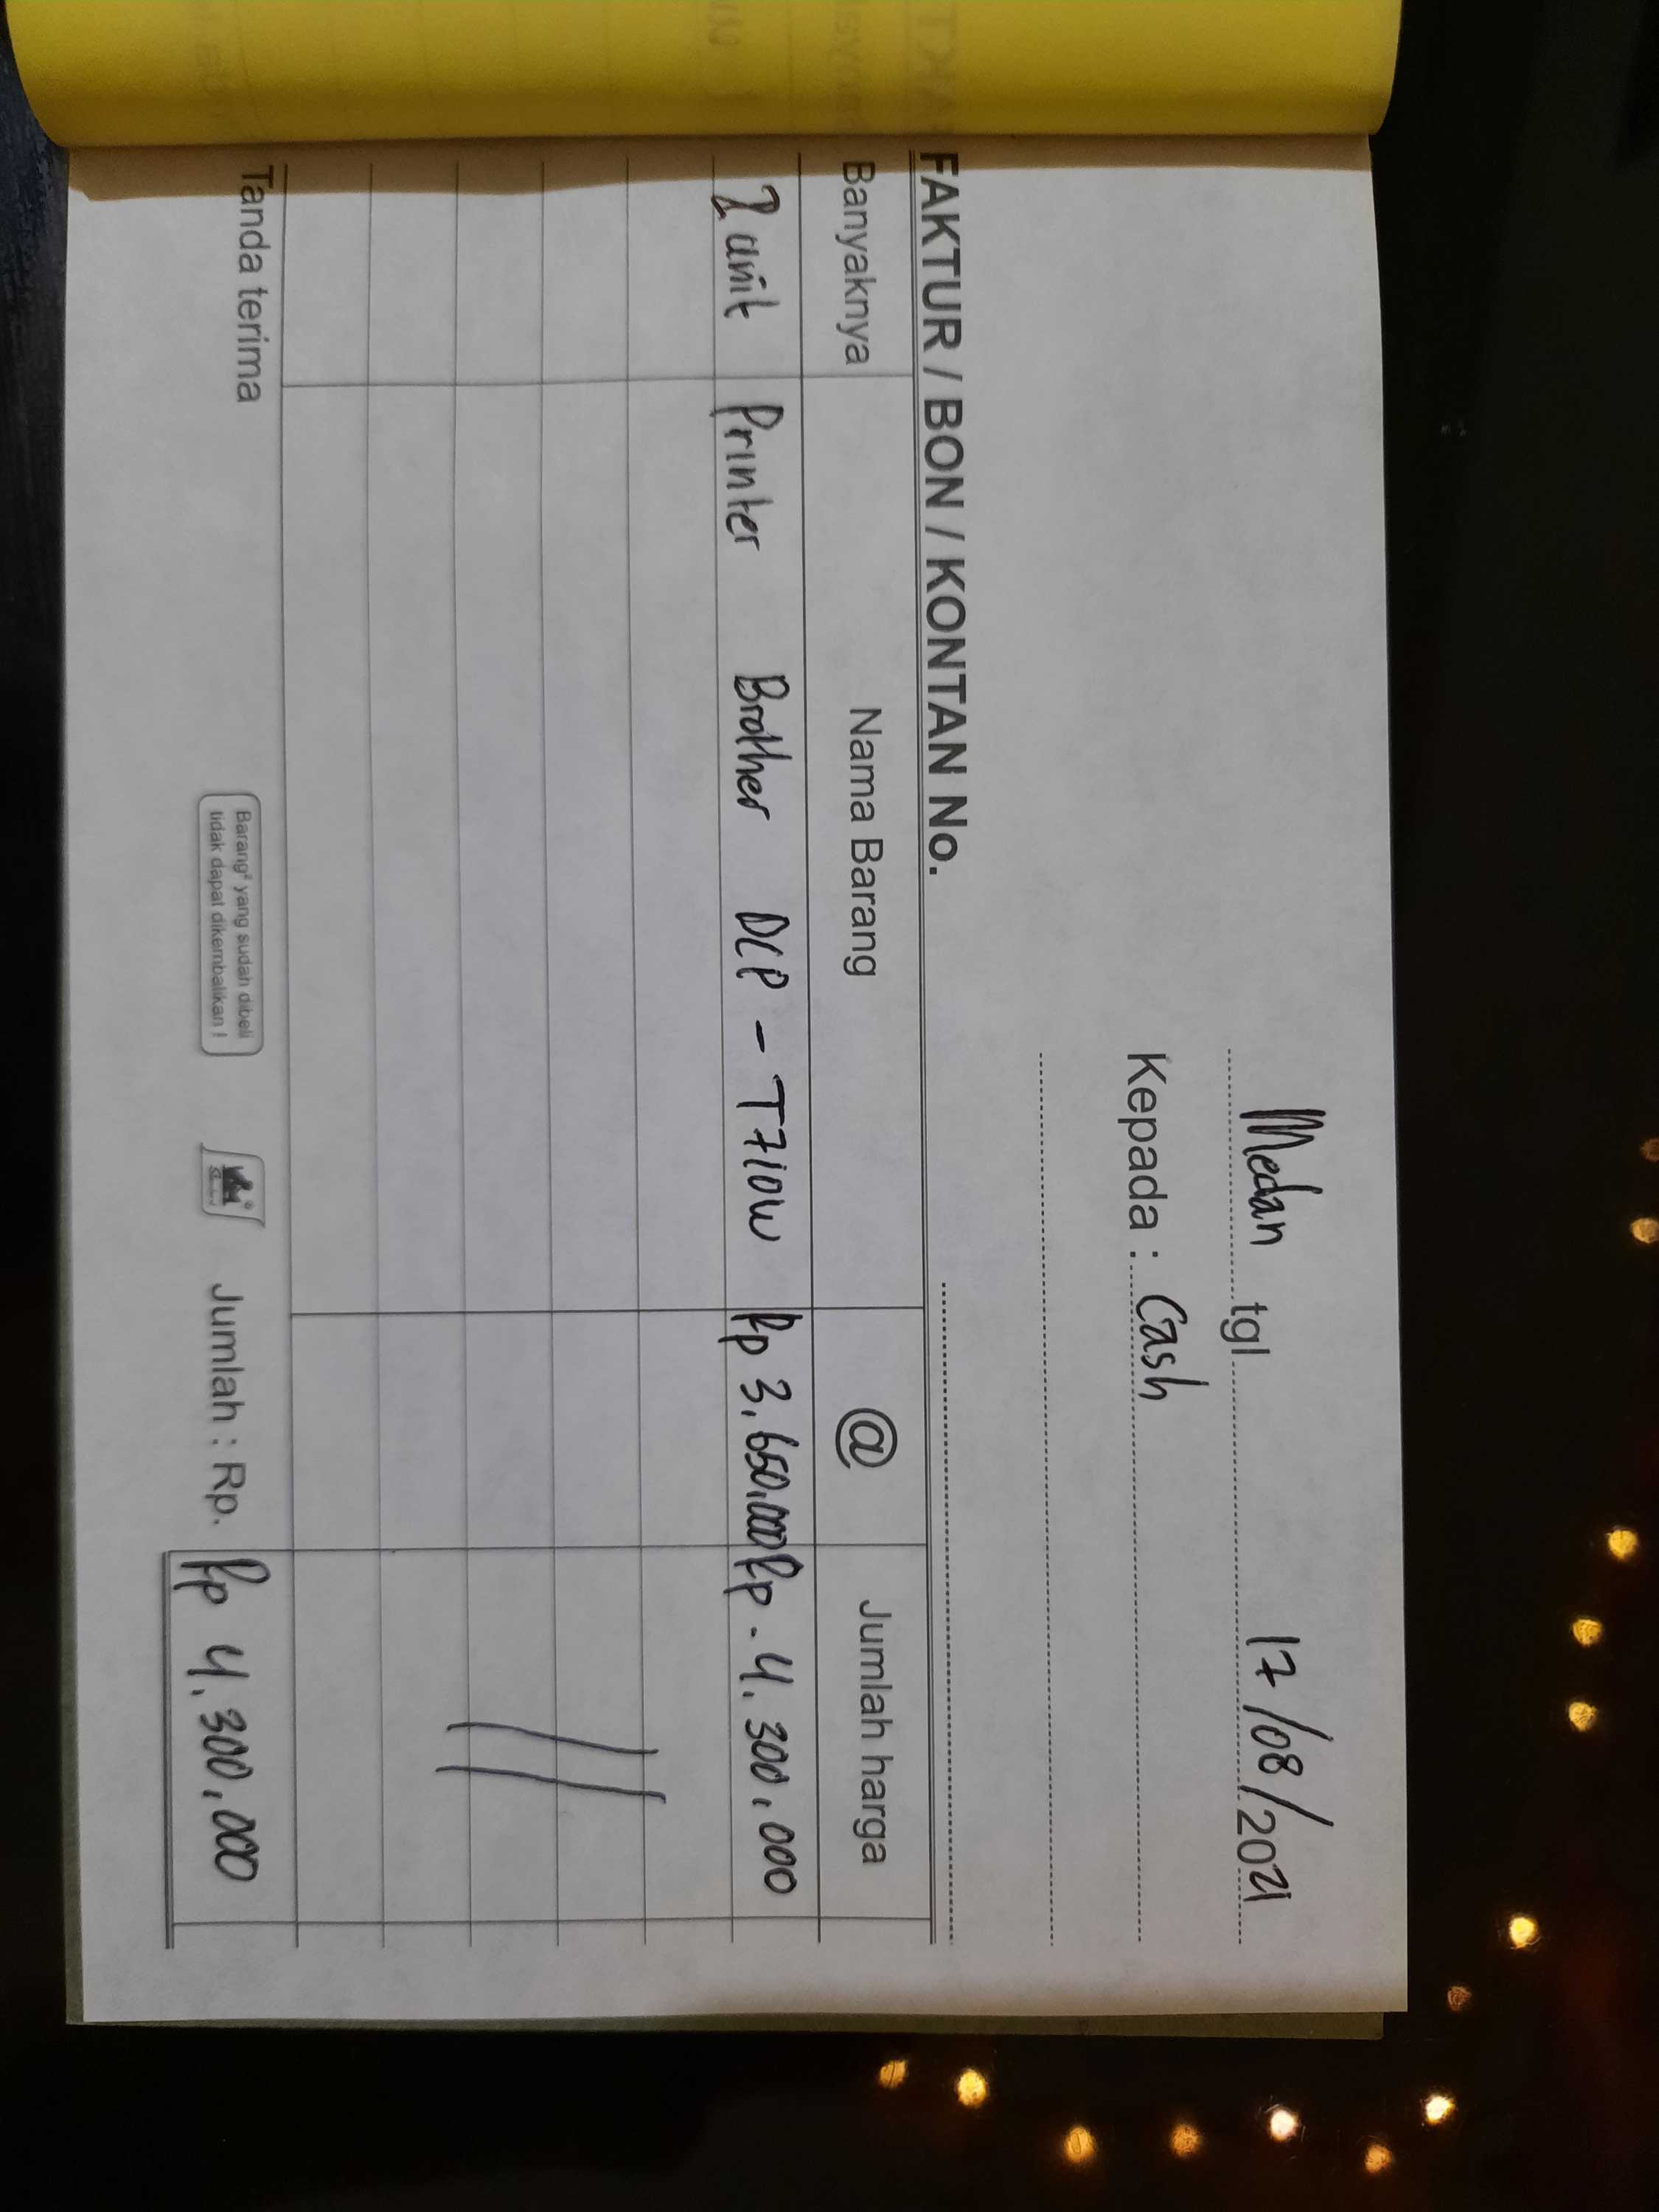 Medan tgl 17/08/2021
Kepada : Cash
FAKTUR / BON / KONTAN No.
Banyaknya Nama Barang @ Jumlah harga
2 unit Printer Brother DCP - T710W Rp 3.650.000 Rp. 4.300.000
Tanda terima
Barang² yang sudah dibeli
tidak dapat dikembalikan !
Jumlah : Rp. Rp 4.300.000